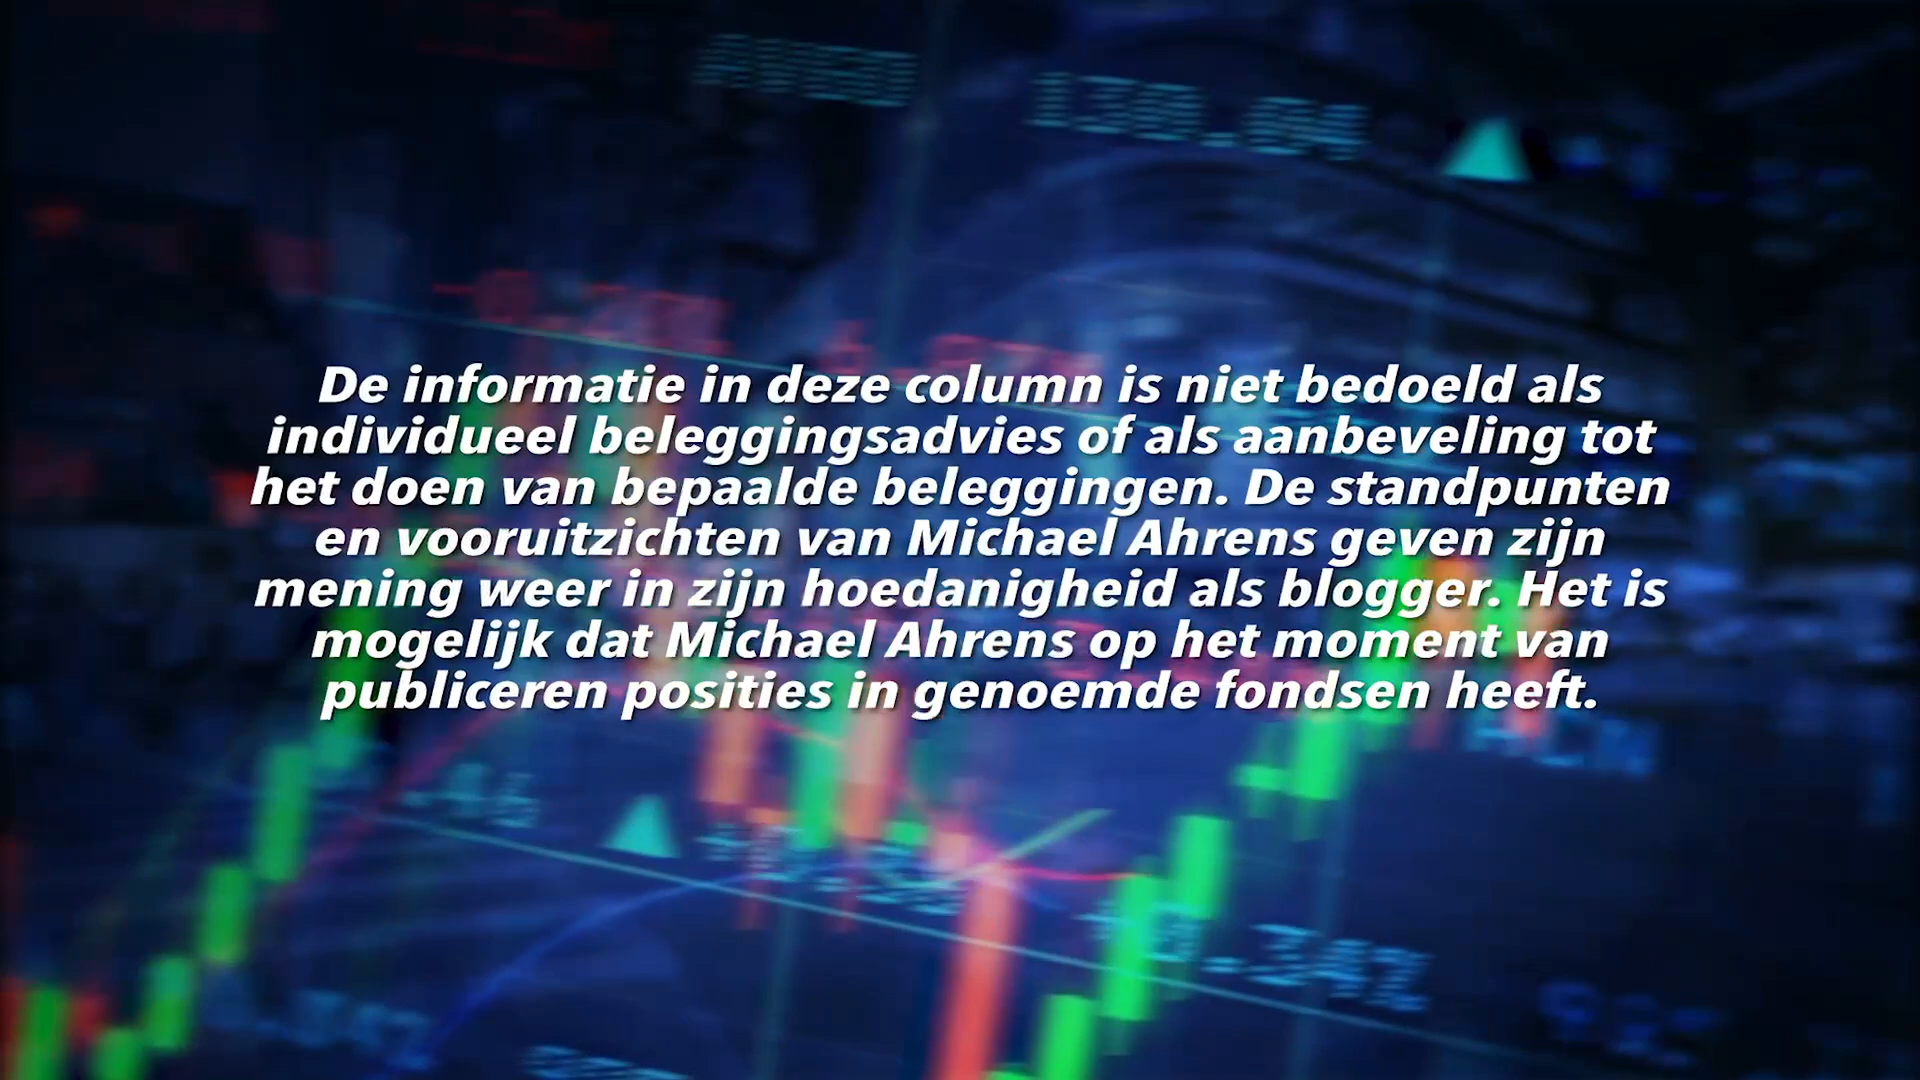 De informatie in deze column is niet bedoeld als
individueel beleggingsadvies of als aanbeveling tot
het doen van bepaalde beleggingen. De standpunten
en vooruitzichten van Michael Ahrens geven zijn
mening weer in zijn hoedanigheid als blogger. Het is
mogelijk dat Michael Ahrens op het moment van
publiceren posities in genoemde fondsen heeft.